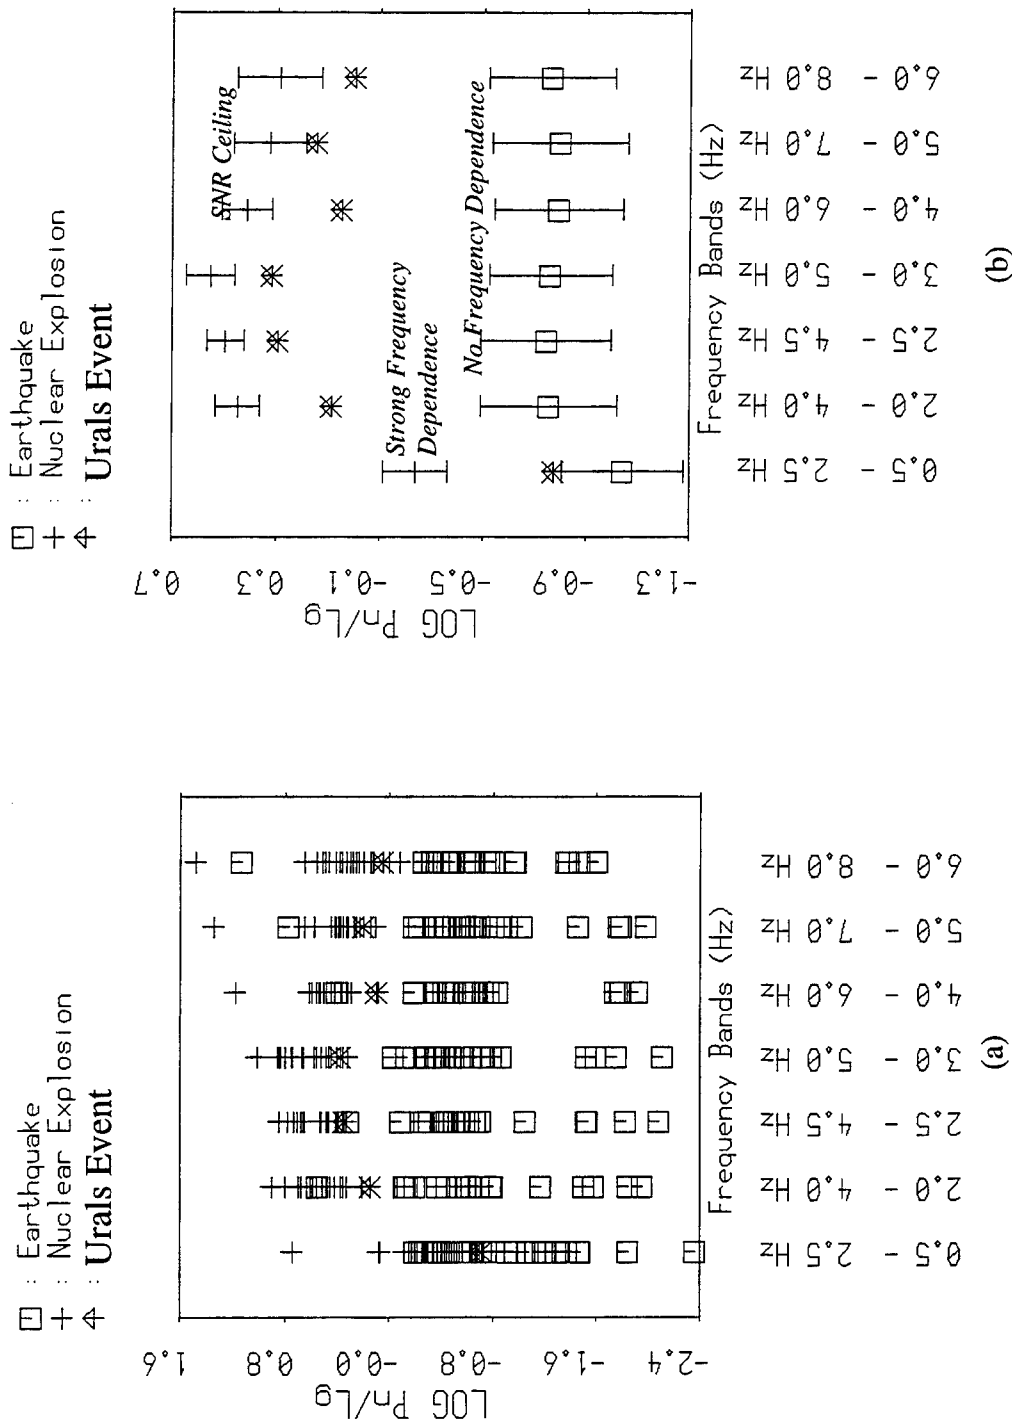 □ : Earthquake
+ : Nuclear Explosion
Urals Event
LOG Pn/Lg
0.7
0.3
-0.1
-0.5
-0.9
-1.3
SNR Ceiling
Strong Frequency
Dependence
No Frequency Dependence
0.5 - 2.5 Hz
2.0 - 4.0 Hz
2.5 - 4.5 Hz
3.0 - 5.0 Hz
4.0 - 6.0 Hz
5.0 - 7.0 Hz
6.0 - 8.0 Hz
Frequency Bands (Hz)
(b)
□ : Earthquake
+ : Nuclear Explosion
: Urals Event
LOG Pn/Lg
1.6
0.8
-0.0
-0.8
-1.6
-2.4
0.5 - 2.5 Hz
2.0 - 4.0 Hz
2.5 - 4.5 Hz
3.0 - 5.0 Hz
4.0 - 6.0 Hz
5.0 - 7.0 Hz
6.0 - 8.0 Hz
Frequency Bands (Hz)
(a)